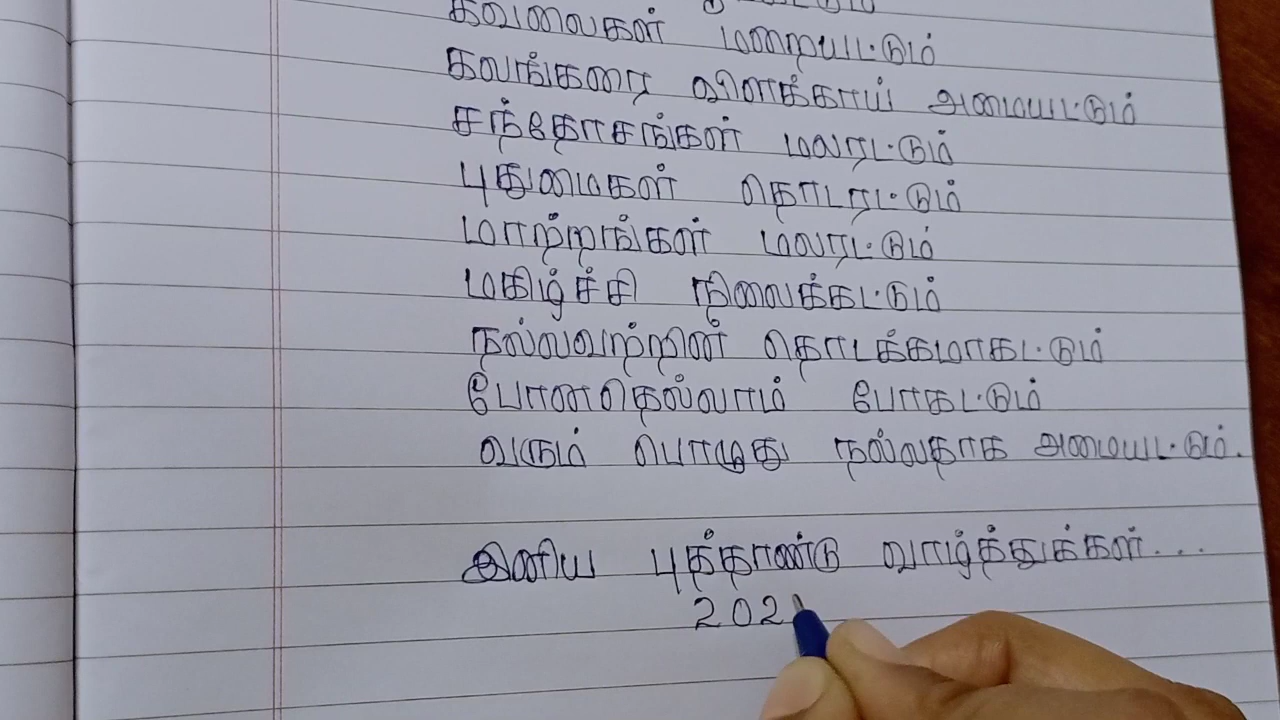 கவலைகள் மறையட்டும்
கலங்கரை விளக்காய் அமையட்டும்
சந்தோசங்கள் மலரட்டும்
புதுமைகள் தொடரட்டும்
மாற்றங்கள் மலரட்டும்
மகிழ்ச்சி நிலைக்கட்டும்
நல்லவற்றின் தொடக்கமாகட்டும்
போனதெல்லாம் போகட்டும்
வரும் பொழுது நல்லதாக அமையட்டும்.
இனிய புத்தாண்டு வாழ்த்துக்கள்...
202